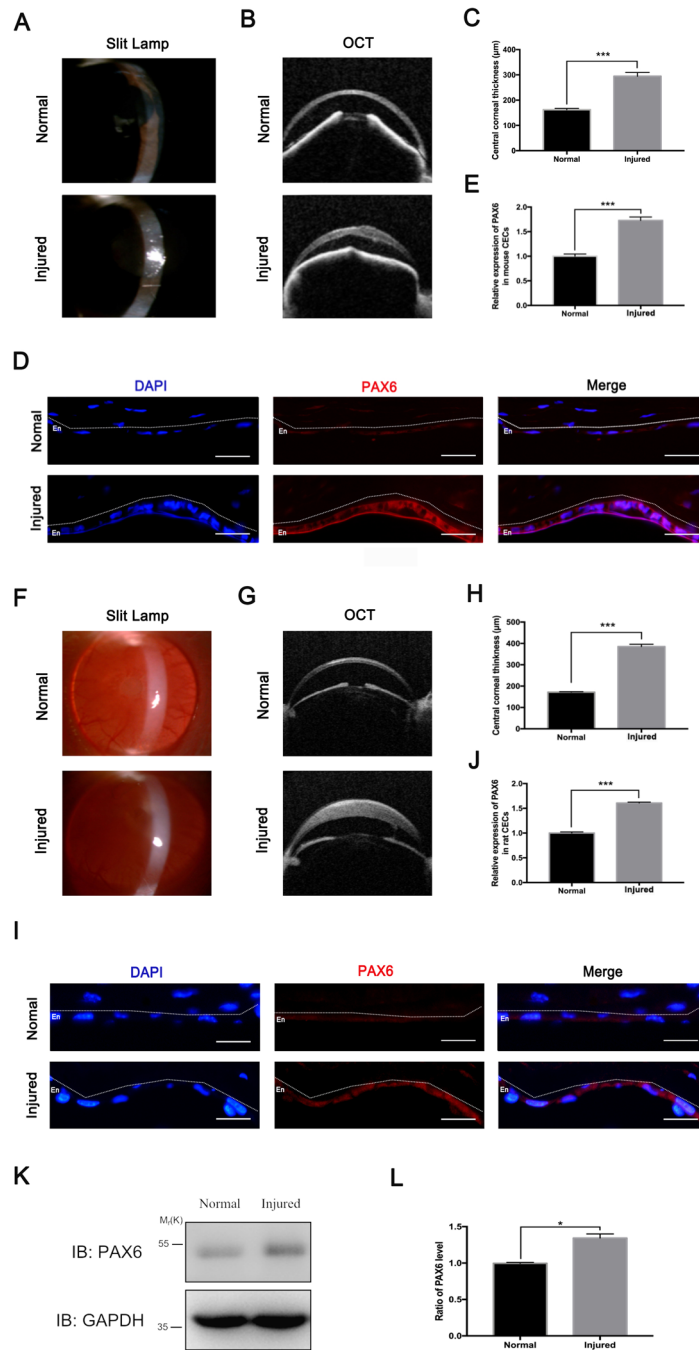 A
Slit Lamp
Normal
Injured
B
OCT
Normal
Injured
C
Central corneal thickness (μm)
400
300
200
100
0
***
Normal
Injured
E
Relative expression of PAX6
in mouse CECs
2.0
1.5
1.0
0.5
0.0
***
Normal
Injured
D
DAPI
PAX6
Merge
Nomal
En
En
En
Injured
En
En
En
F
Slit Lamp
Normal
Injured
G
OCT
Normal
Injured
H
Central corneal thinkness (μm)
500
400
300
200
100
0
***
Normal
Injured
J
Relative expression of PAX6
in rat CECs
2.0
1.5
1.0
0.5
0.0
***
Normal
Injured
I
DAPI
PAX6
Merge
Nomal
En
En
En
Injured
En
En
En
K
Normal
Injured
Mr(K)
55
IB: PAX6
IB: GAPDH
35
L
Ratio of PAX6 level
1.5
1.0
0.5
0.0
*
Normal
Injured